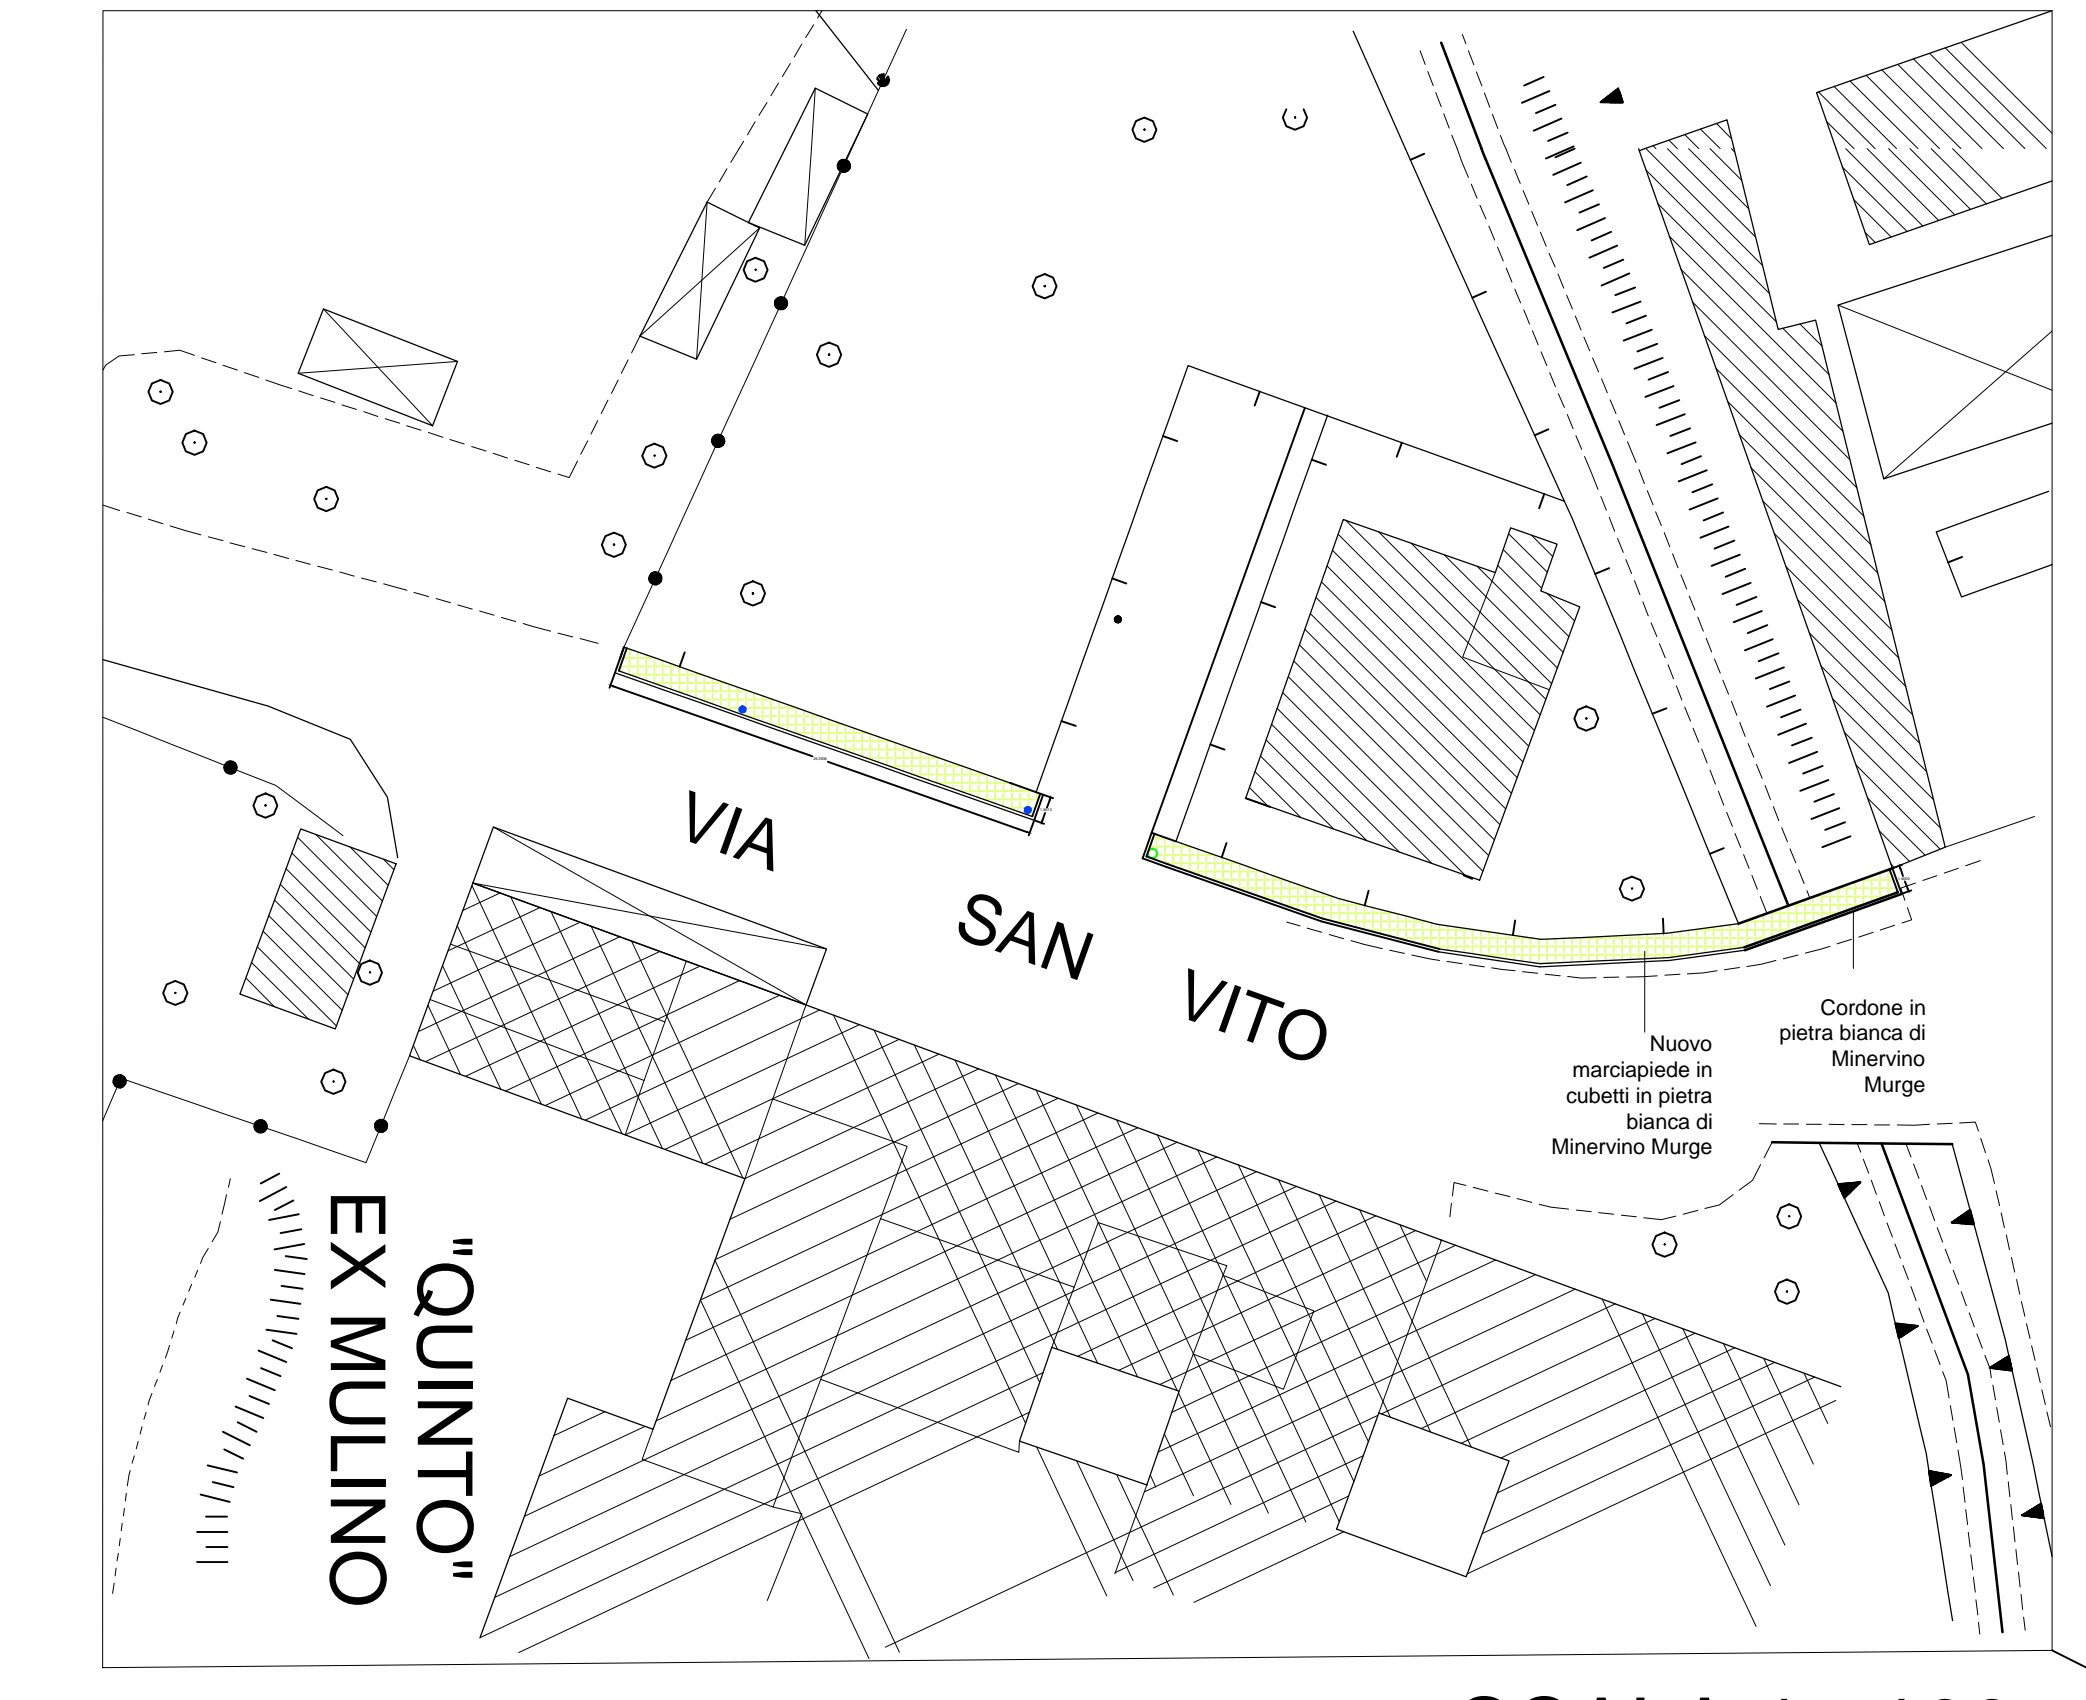 VIA
SAN
VITO
Cordone in
pietra bianca di
Minervino
Murge
Nuovo
marciapiede in
cubetti in pietra
bianca di
Minervino Murge
EX MULINO
"QUINTO"